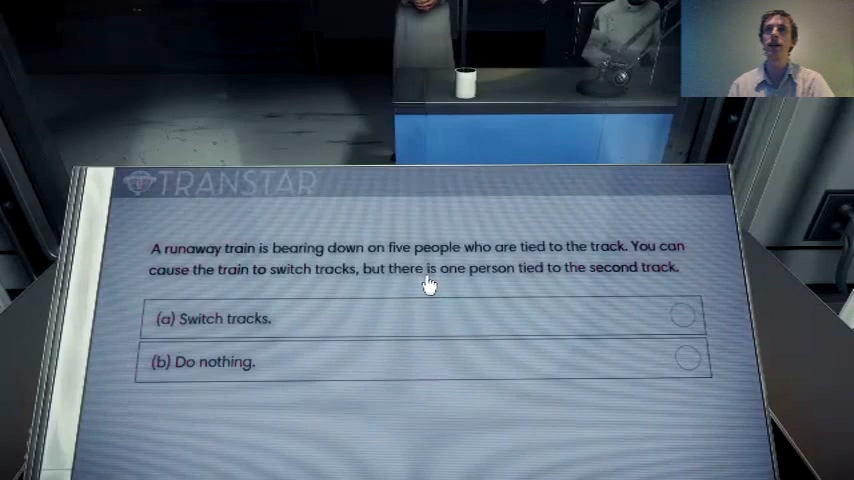 TRANSTAR
A runaway train is bearing down on five people who are tied to the track. You can
cause the train to switch tracks, but there is one person tied to the second track.
(a) Switch tracks.
(b) Do nothing.